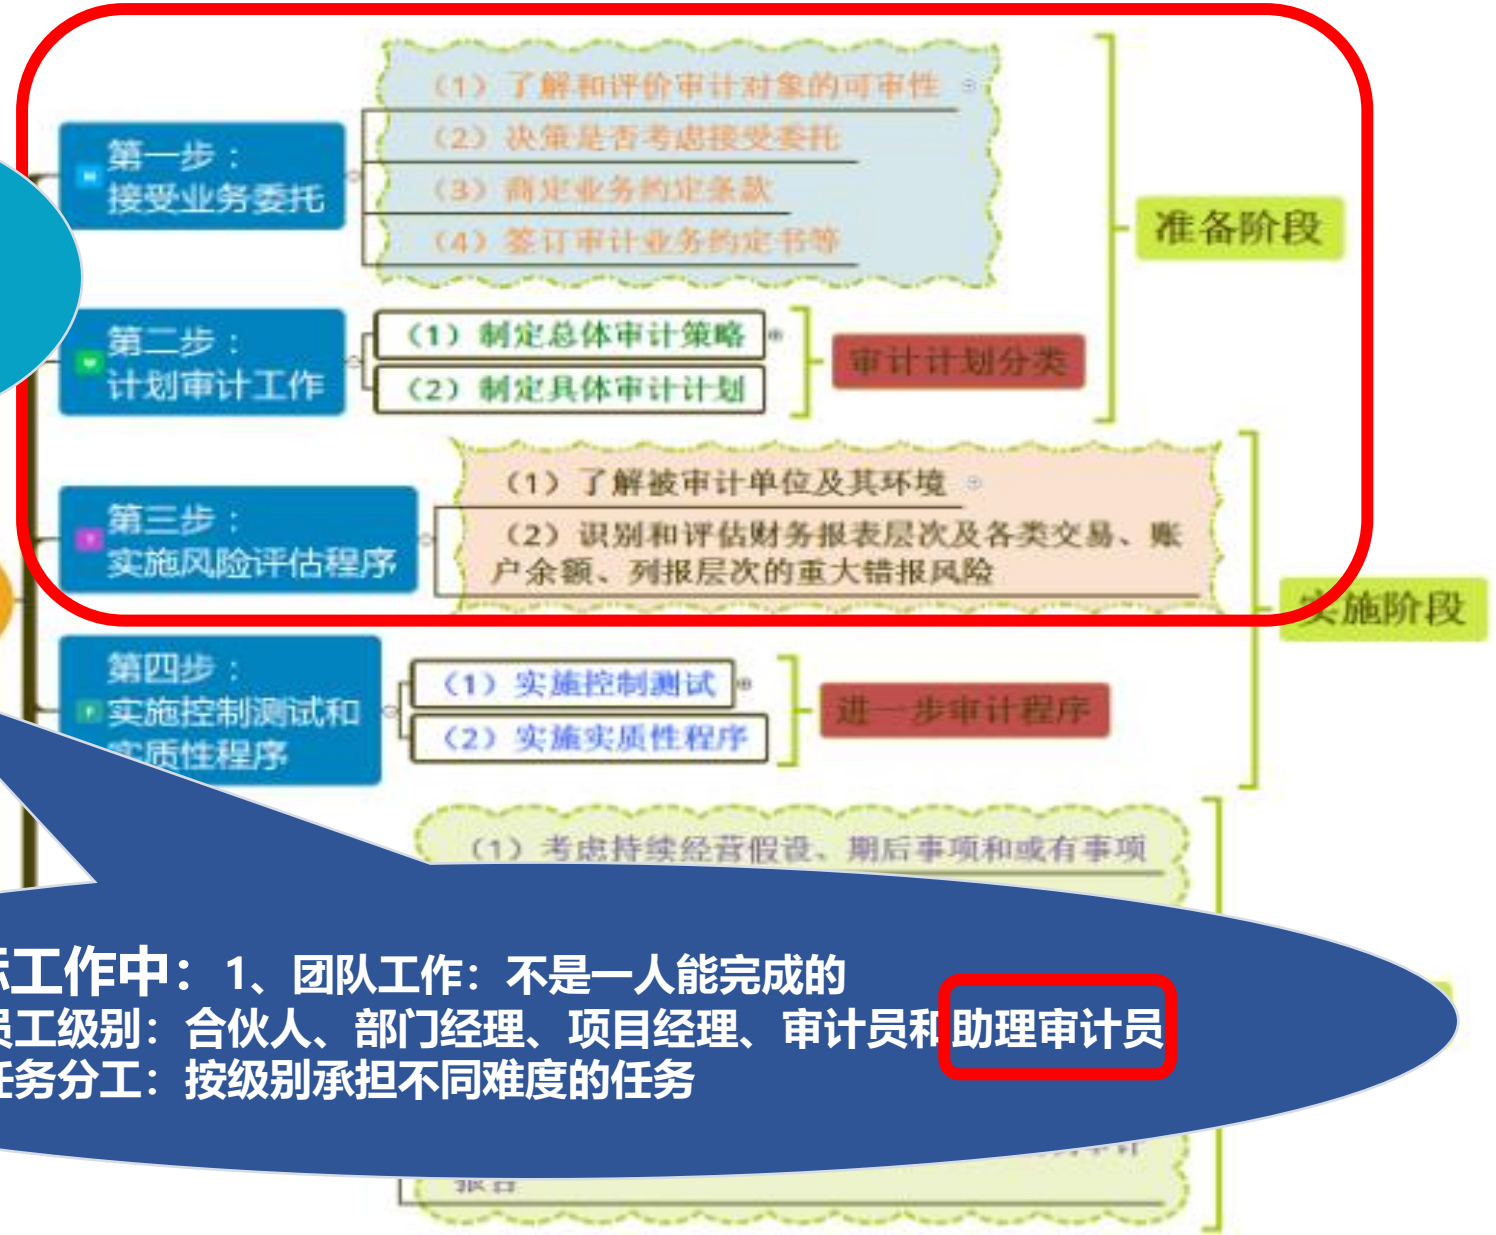 第一步：
接受业务委托
（1）了解和评价审计对象的可审性
（2）决策是否考虑接受委托
（3）商定业务约定条款
（4）签订审计业务约定书等
准备阶段
第二步：
计划审计工作
（1）制定总体审计策略
（2）制定具体审计计划
审计计划分类
第三步：
实施风险评估程序
（1）了解被审计单位及其环境
（2）识别和评估财务报表层次及各类交易、账
户余额、列报层次的重大错报风险
实施阶段
第四步：
实施控制测试和
实质性程序
（1）实施控制测试
（2）实施实质性程序
进一步审计程序
（1）考虑持续经营假设、期后事项和或有事项
工作中：1、团队工作：不是一人能完成的
员工级别：合伙人、部门经理、项目经理、审计员和助理审计员
任务分工：按级别承担不同难度的任务
报告